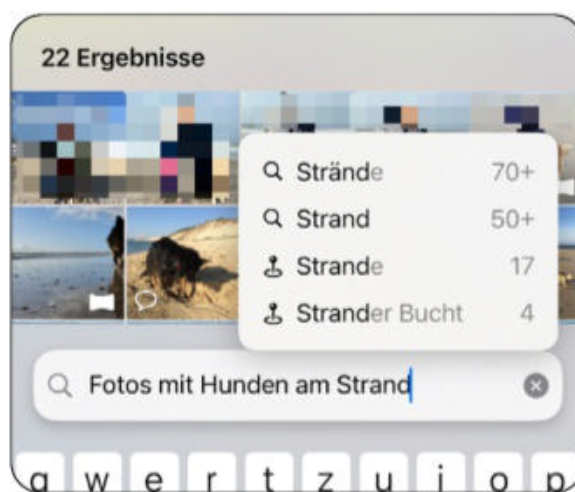 22 Ergebnisse
Strände 70+
Strand 50+
Strande 17
Strander Bucht 4
Fotos mit Hunden am Strand
q w e r t z u i o p